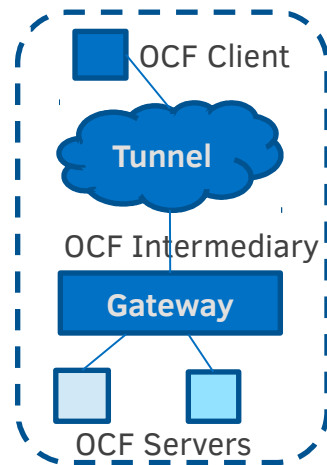 OCF Client
Tunnel
OCF Intermediary
Gateway
OCF Servers